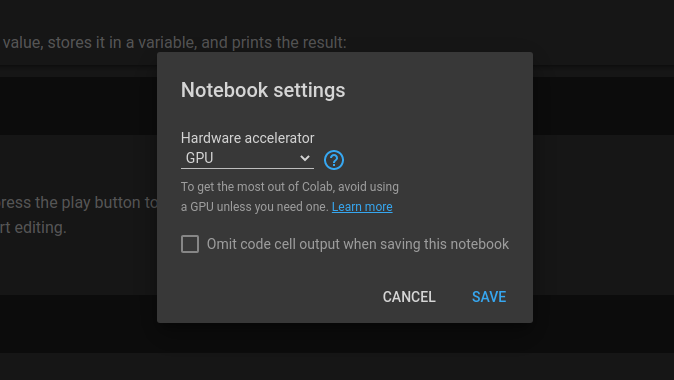 value, stores it in a variable, and prints the result:
Notebook settings
Hardware accelerator
GPU
?
To get the most out of Colab, avoid using
a GPU unless you need one. Learn more
press the play button to
rt editing.
Omit code cell output when saving this notebook
CANCEL SAVE